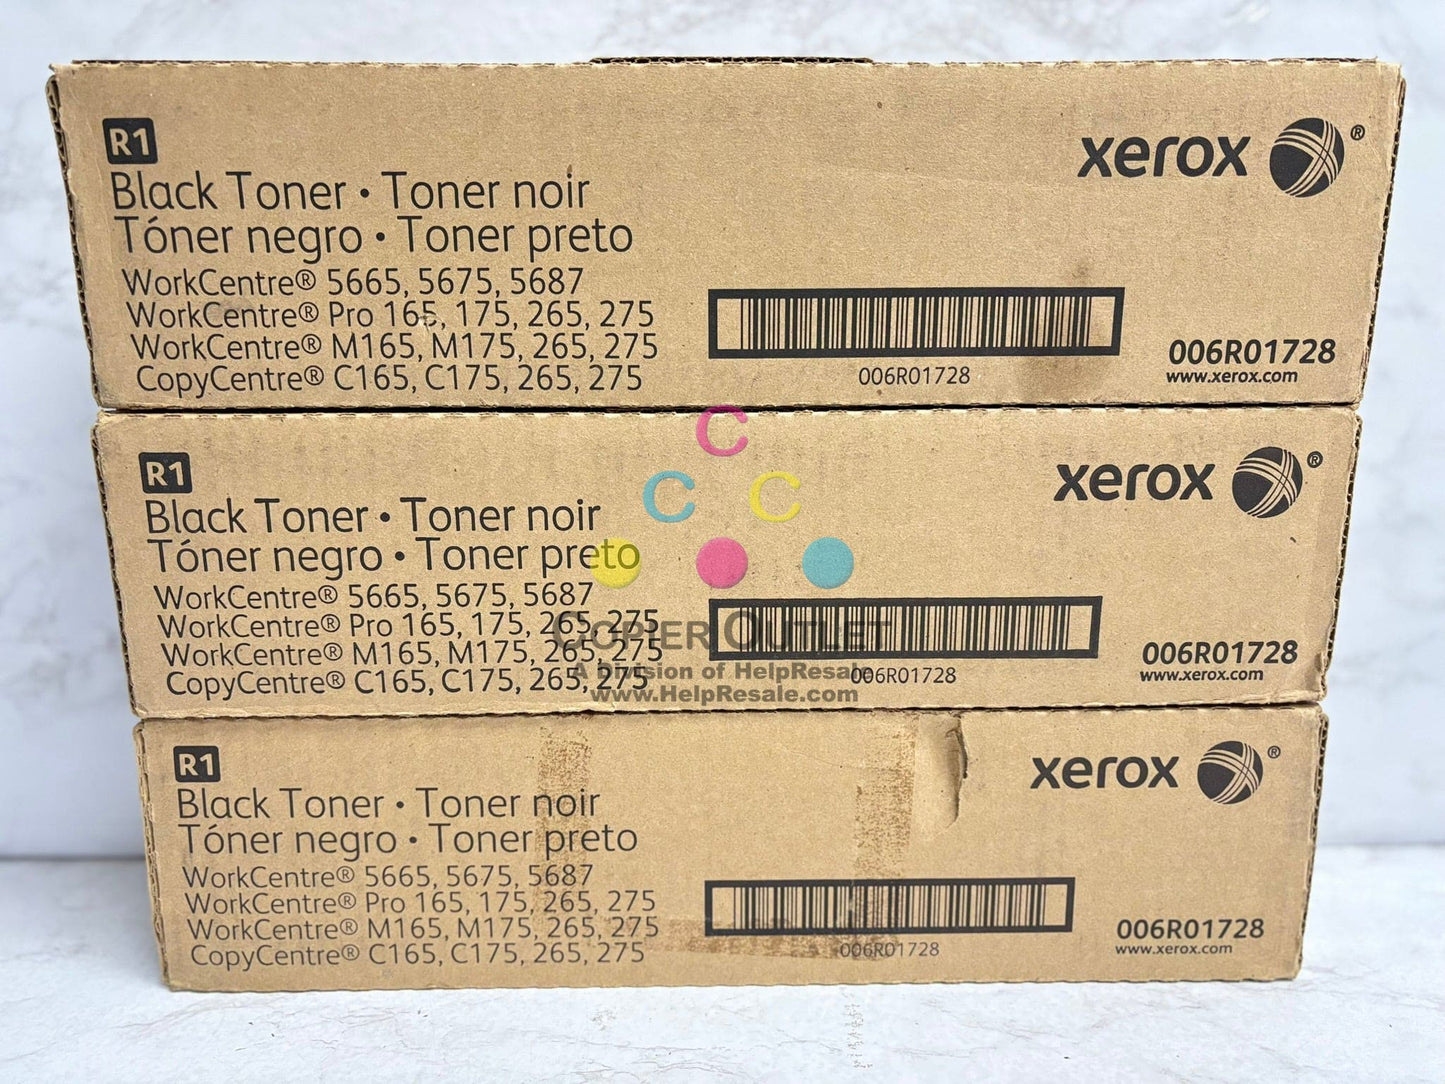 R1
Black Toner • Toner noir
Tóner negro • Toner preto
WorkCentre® 5665, 5675, 5687
WorkCentre® Pro 165, 175, 265, 275
WorkCentre® M165, M175, 265, 275
CopyCentre® C165, C175, 265, 275
006R01728
xerox®
006R01728
www.xerox.com
R1
Black Toner • Toner noir
Tóner negro • Toner preto
WorkCentre® 5665, 5675, 5687
WorkCentre® Pro 165, 175, 265, 275
WorkCentre® M165, M175, 265, 275
CopyCentre® C165, C175, 265, 275
006R01728
xerox®
006R01728
www.xerox.com
C
C C
Copier Outlet
A Division of HelpResale
www.HelpResale.com
R1
Black Toner • Toner noir
Tóner negro • Toner preto
WorkCentre® 5665, 5675, 5687
WorkCentre® Pro 165, 175, 265, 275
WorkCentre® M165, M175, 265, 275
CopyCentre® C165, C175, 265, 275
006R01728
xerox®
006R01728
www.xerox.com